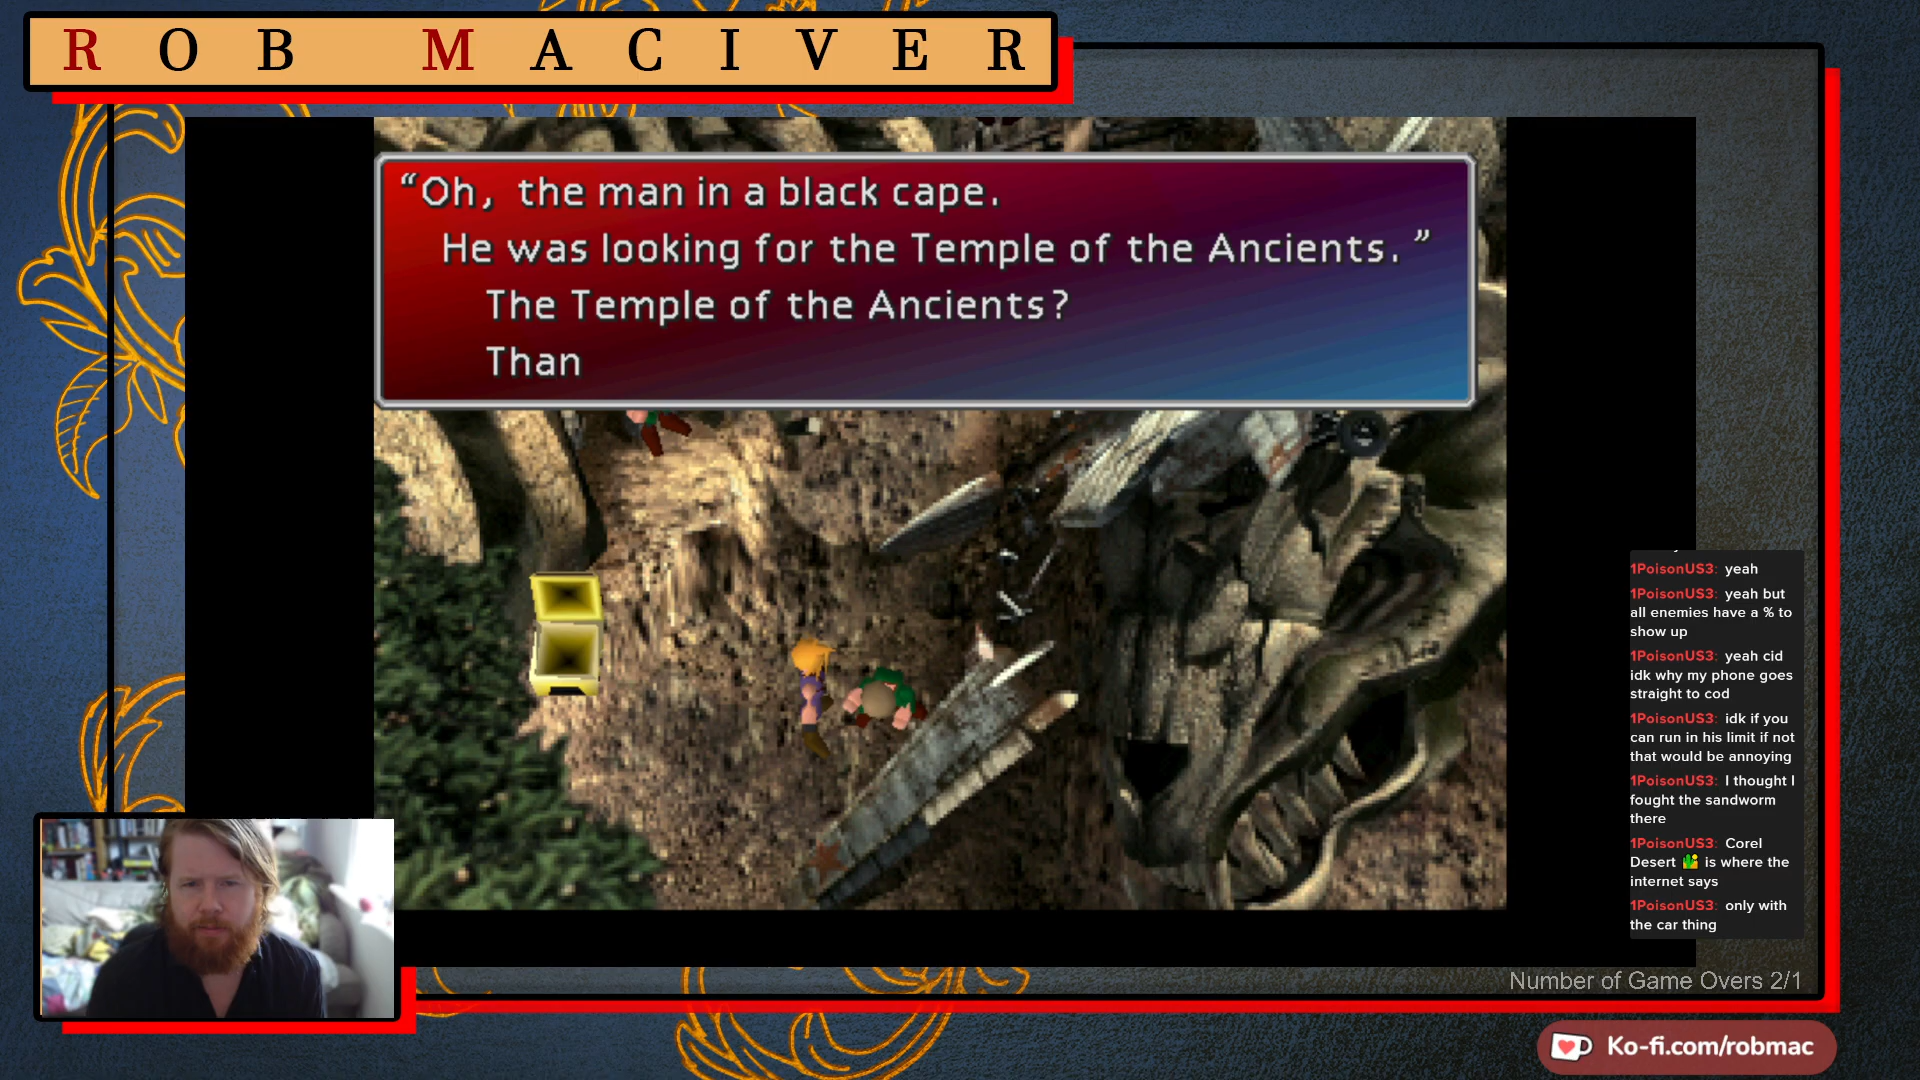 ROB MACIVER
“Oh, the man in a black cape.
He was looking for the Temple of the Ancients.”
The Temple of the Ancients?
Than
1PoisonUS3: yeah
1PoisonUS3: yeah but
all enemies have a % to
show up
1PoisonUS3: yeah cid
idk why my phone goes
straight to cod
1PoisonUS3: idk if you
can run in his limit if not
that would be annoying
1PoisonUS3: I thought I
fought the sandworm
there
1PoisonUS3: Corel
Desert 🏜️ is where the
internet says
1PoisonUS3: only with
the car thing
Number of Game Overs 2/1
Ko-fi.com/robmac